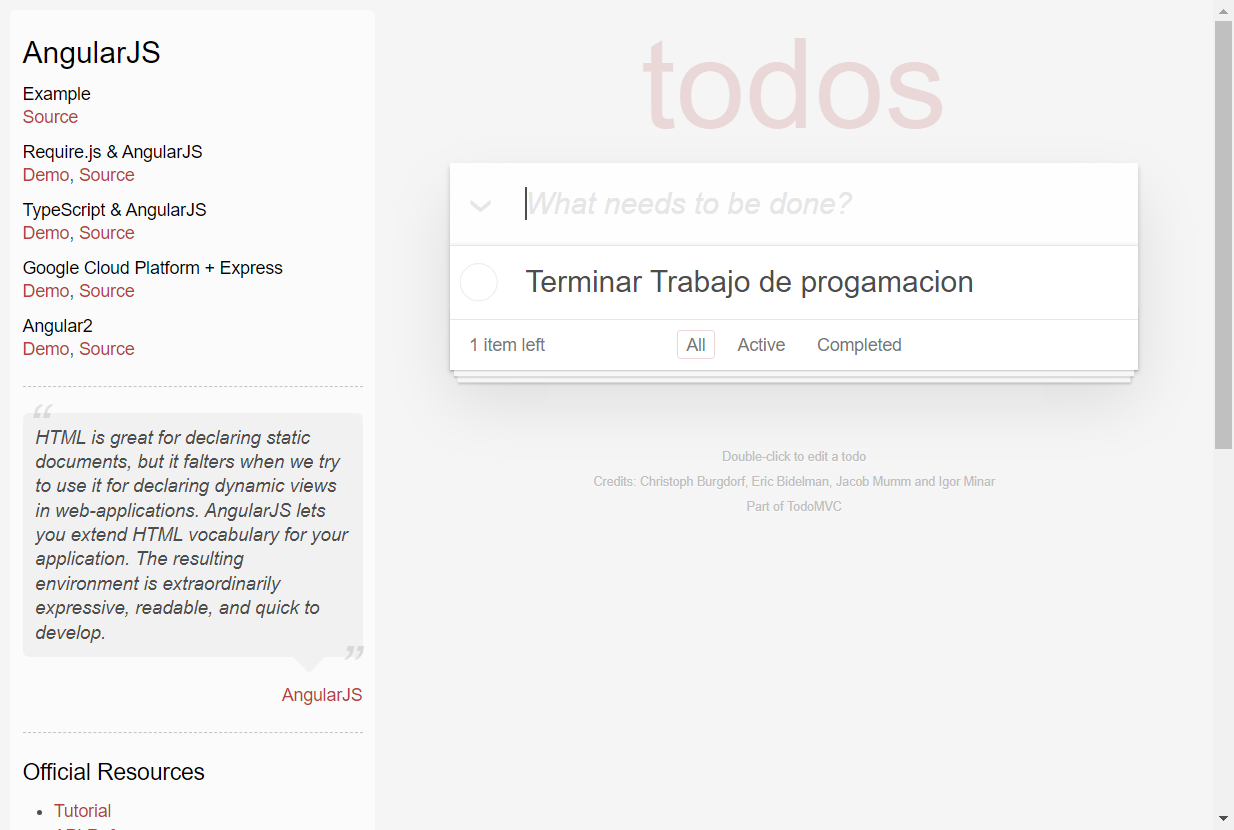 AngularJS
Example
Source
Require.js & AngularJS
Demo, Source
TypeScript & AngularJS
Demo, Source
Google Cloud Platform + Express
Demo, Source
Angular2
Demo, Source
“
HTML is great for declaring static
documents, but it falters when we try
to use it for declaring dynamic views
in web-applications. AngularJS lets
you extend HTML vocabulary for your
application. The resulting
environment is extraordinarily
expressive, readable, and quick to
develop.
”
AngularJS
Official Resources
• Tutorial
todos
What needs to be done?
Terminar Trabajo de progamacion
1 item left All Active Completed
Double-click to edit a todo
Credits: Christoph Burgdorf, Eric Bidelman, Jacob Mumm and Igor Minar
Part of TodoMVC